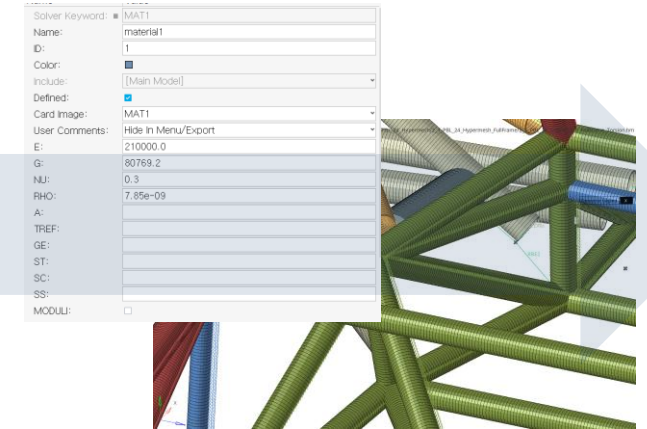 Solver Keyword: MAT1
Name: material1
ID: 1
Color:
Include: [Main Model]
Defined:
Card Image: MAT1
User Comments: Hide In Menu/Export
E: 210000.0
G: 80769.2
NU: 0.3
RHO: 7.85e-09
A:
TREF:
GE:
ST:
SC:
SS:
MODULI: